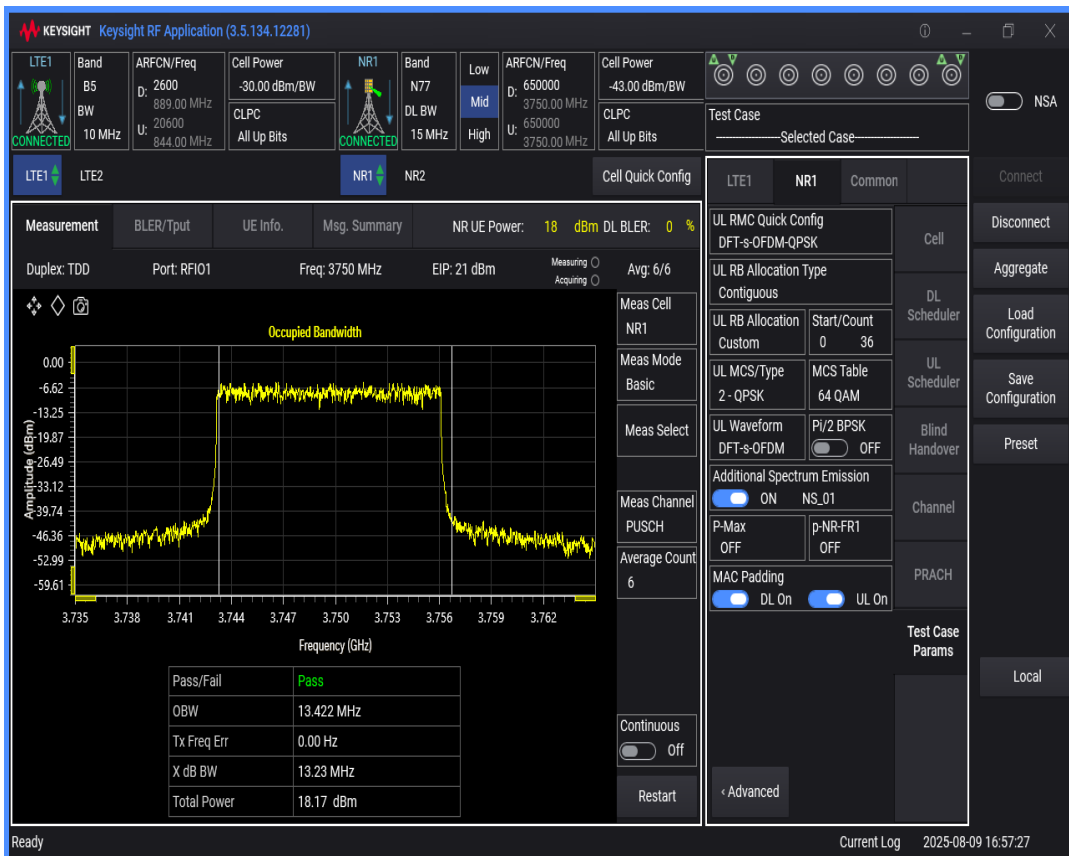 KEYSIGHT Keysight RF Application (3.5.134.12281)
LTE1
CONNECTED
Band
B5
BW
10 MHz
ARFCN/Freq
D: 2600
889.00 MHz
U: 20600
844.00 MHz
Cell Power
-30.00 dBm/BW
CLPC
All Up Bits
NR1
CONNECTED
Band
N77
DL BW
15 MHz
Low
Mid
High
ARFCN/Freq
D: 650000
3750.00 MHz
U: 650000
3750.00 MHz
Cell Power
-43.00 dBm/BW
CLPC
All Up Bits
Test Case
-----------------Selected Case-------------
NSA
LTE1 LTE2 NR1 NR2 Cell Quick Config
Connect
Disconnect
Aggregate
Load
Configuration
Save
Configuration
Preset
Local
Measurement BLER/Tput UE Info. Msg. Summary NR UE Power: 18 dBm DL BLER: 0 %
Duplex: TDD Port: RFIO1 Freq: 3750 MHz EIP: 21 dBm Measuring Avg: 6/6
Acquiring
Occupied Bandwidth
Amplitude (dBm)
0.00
-6.62
-13.25
-19.87
-26.49
-33.12
-39.74
-46.36
-52.99
-59.61
3.735 3.738 3.741 3.744 3.747 3.750 3.753 3.756 3.759 3.762
Frequency (GHz)
Pass/Fail Pass
OBW 13.422 MHz
Tx Freq Err 0.00 Hz
X dB BW 13.23 MHz
Total Power 18.17 dBm
Meas Cell
NR1
Meas Mode
Basic
Meas Select
Meas Channel
PUSCH
Average Count
6
Continuous
Off
Restart
LTE1 NR1 Common
UL RMC Quick Config
DFT-s-OFDM-QPSK
UL RB Allocation Type
Contiguous
UL RB Allocation Start/Count
Custom 0 36
UL MCS/Type MCS Table
2 - QPSK 64 QAM
UL Waveform Pi/2 BPSK
DFT-s-OFDM OFF
Additional Spectrum Emission
ON NS_01
P-Max p-NR-FR1
OFF OFF
MAC Padding
DL On UL On
‹ Advanced
Cell
DL
Scheduler
UL
Scheduler
Blind
Handover
Channel
PRACH
Test Case
Params
Ready Current Log 2025-08-09 16:57:27